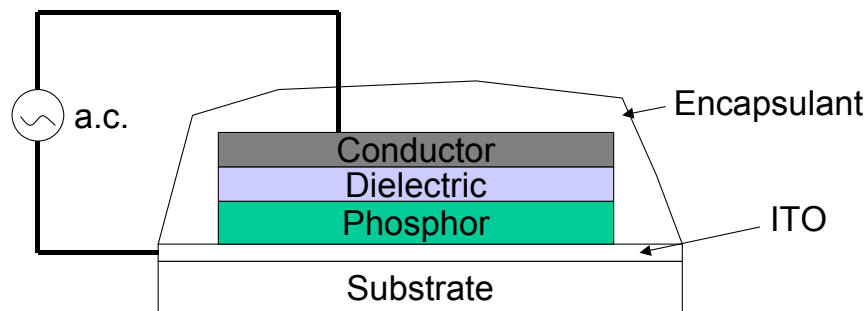 a.c.
Encapsulant
Conductor
Dielectric
Phosphor
ITO
Substrate